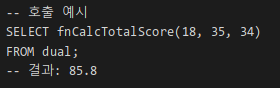 -- 호출 예시
SELECT fnCalcTotalScore(18, 35, 34)
FROM dual;
-- 결과: 85.8